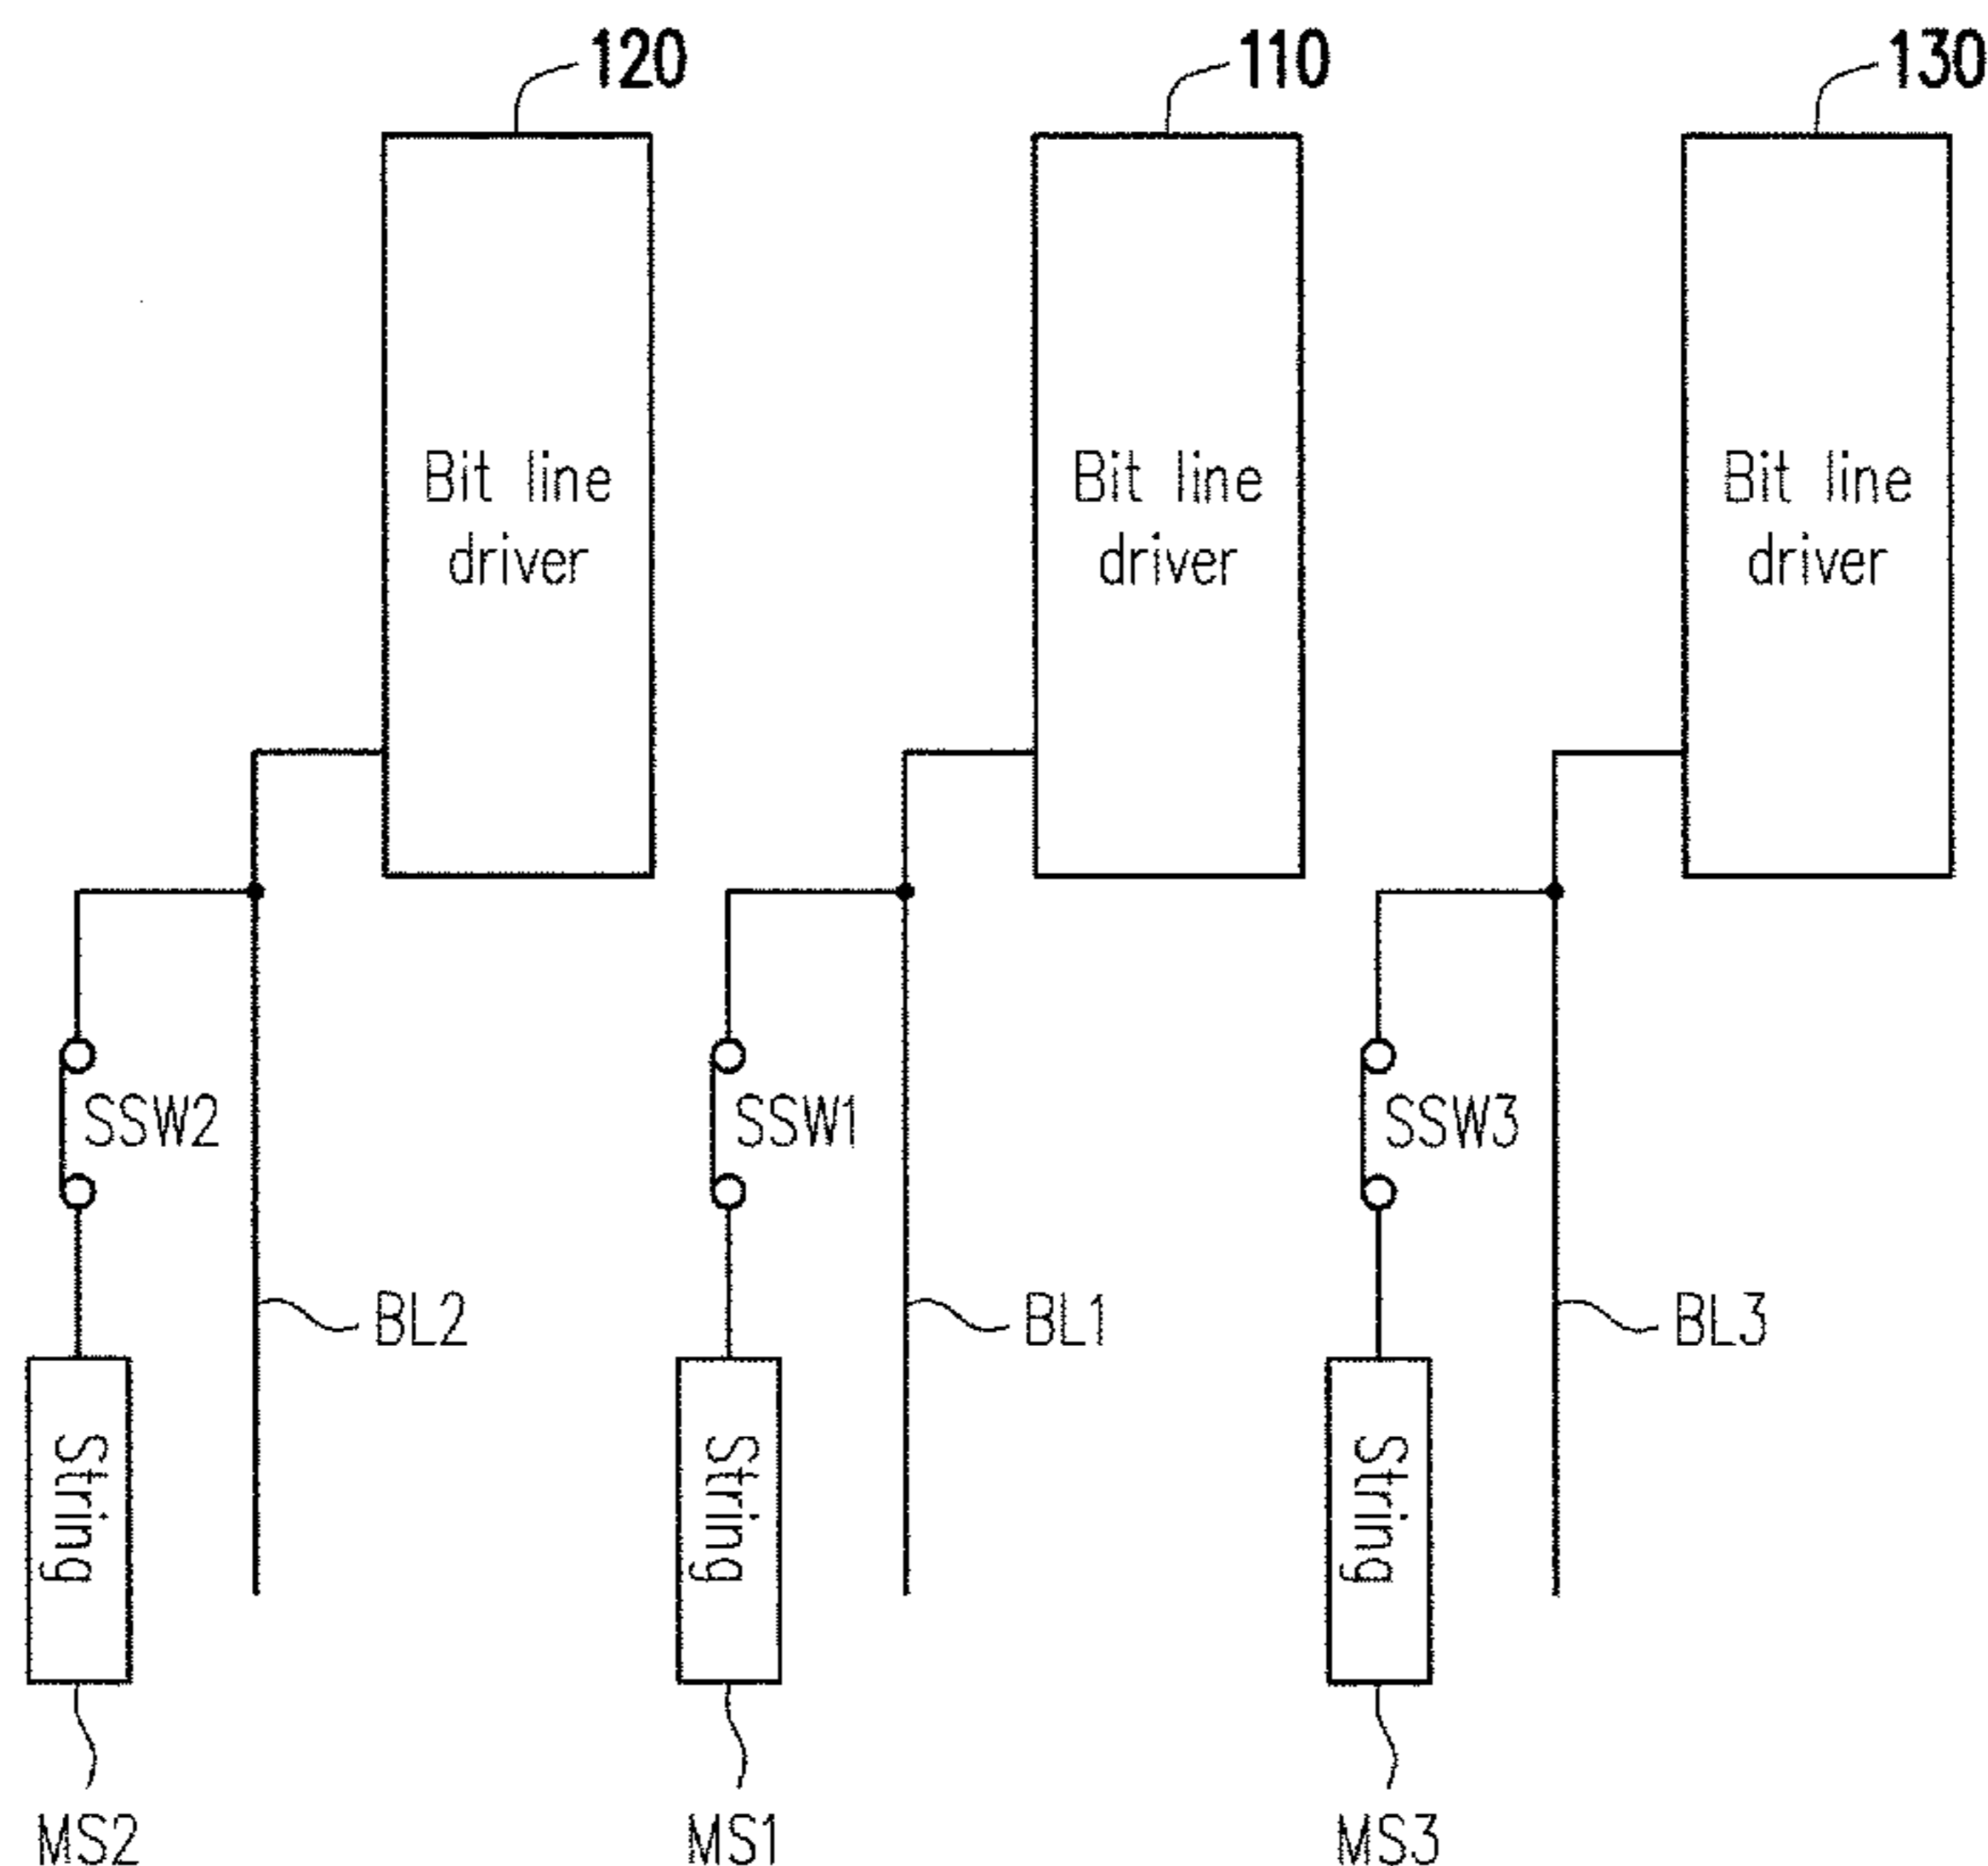 120
110
130
Bit line
driver
Bit line
driver
Bit line
driver
SSW2
SSW1
SSW3
BL2
BL1
BL3
String
String
String
MS2
MS1
MS3